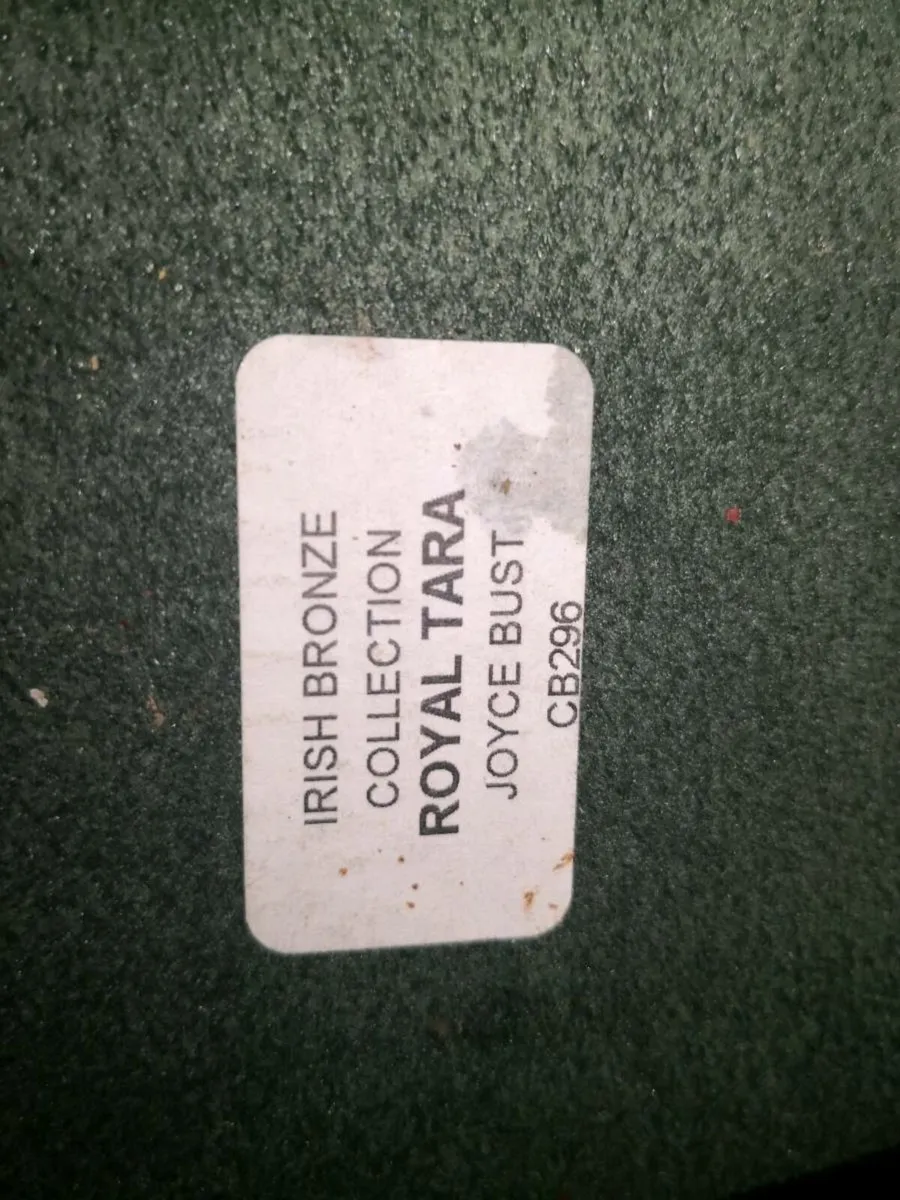 IRISH BRONZE
COLLECTION
ROYAL TARA
JOYCE BUST
CB296